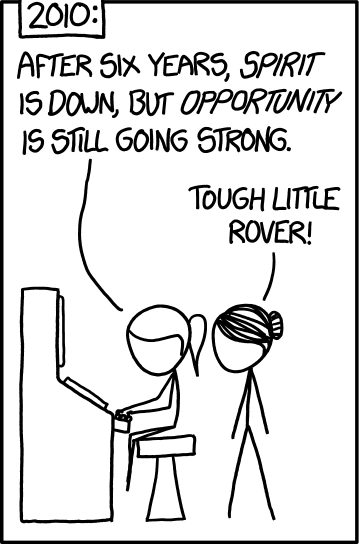 2010:
AFTER SIX YEARS, SPIRIT
IS DOWN, BUT OPPORTUNITY
IS STILL GOING STRONG.
TOUGH LITTLE
ROVER!